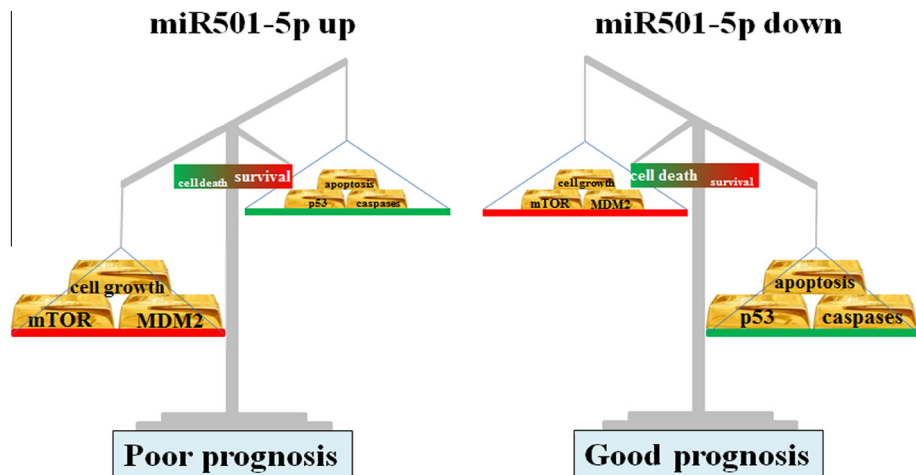 miR501-5p up
cell death survival
apoptosis
p53 caspases
cell growth
mTOR MDM2
Poor prognosis
miR501-5p down
cell death survival
cell growth
mTOR MDM2
apoptosis
p53 caspases
Good prognosis